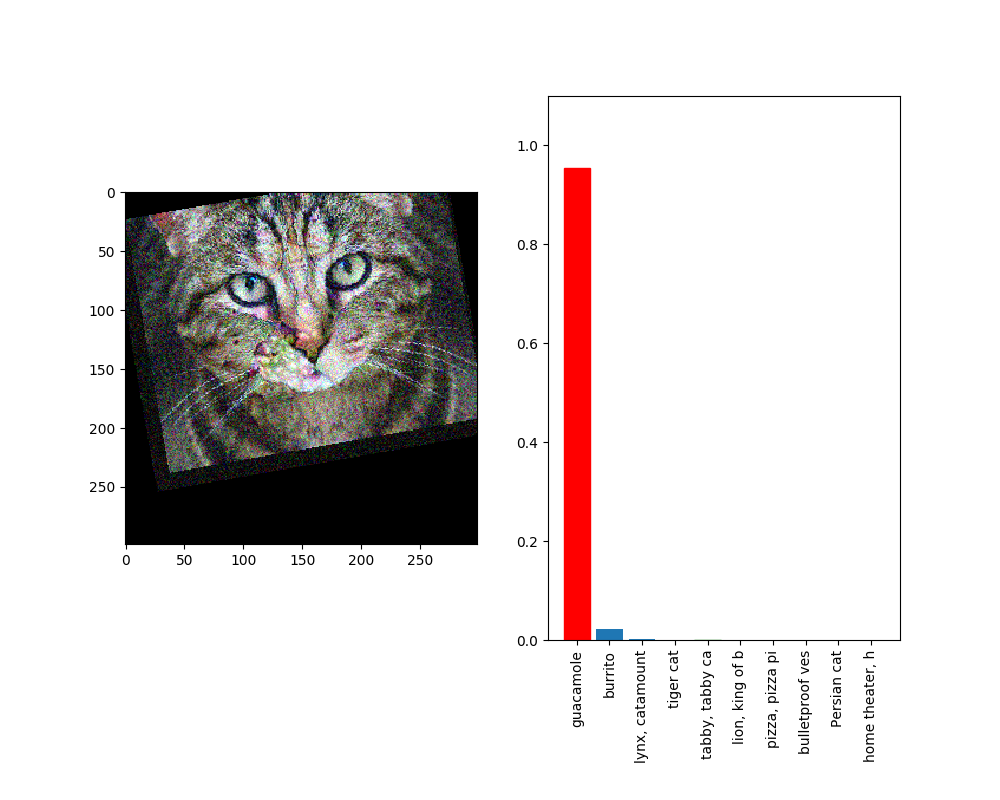 0
50
100
150
200
250
0
50
100
150
200
250
1.0
0.8
0.6
0.4
0.2
0.0
guacamole
burrito
lynx, catamount
tiger cat
tabby, tabby ca
lion, king of b
pizza, pizza pi
bulletproof ves
Persian cat
home theater, h